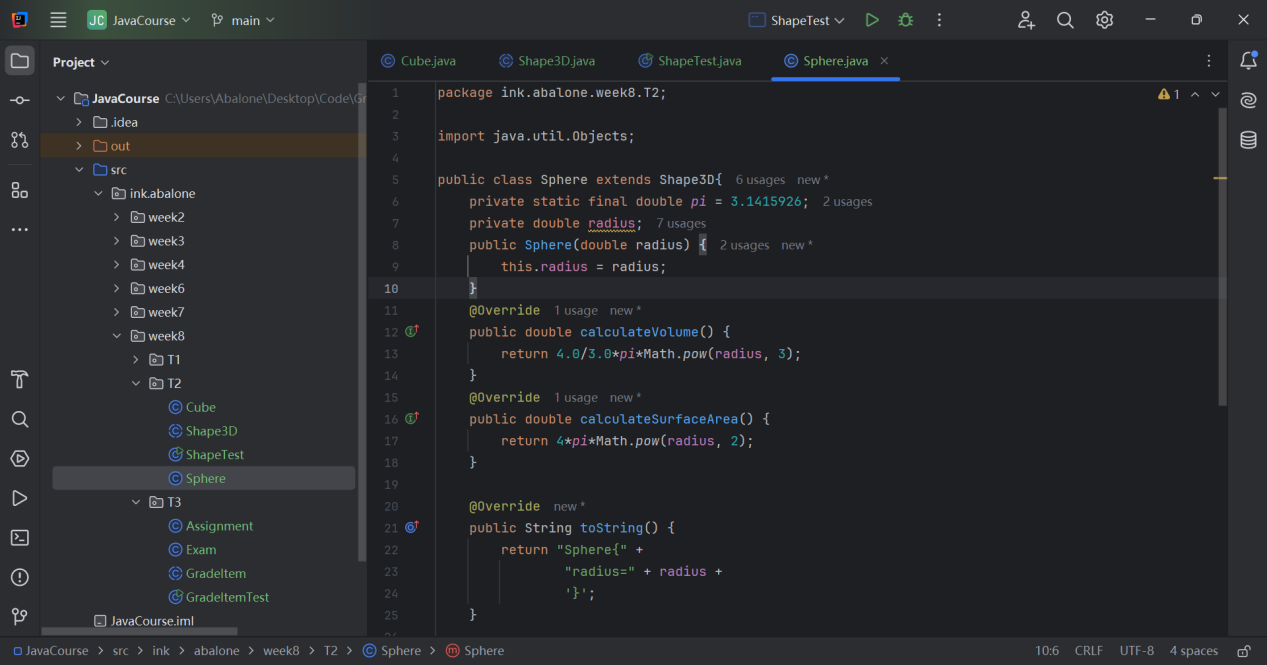 JC JavaCourse main ShapeTest
Project
JavaCourse C:\Users\Abalone\Desktop\Code\Gr
.idea
out
src
ink.abalone
week2
week3
week4
week6
week7
week8
T1
T2
Cube
Shape3D
ShapeTest
Sphere
T3
Assignment
Exam
GradeItem
GradeItemTest
JavaCourse.iml
Cube.java Shape3D.java ShapeTest.java Sphere.java
1 package ink.abalone.week8.T2;
1
2
3 import java.util.Objects;
4
5 public class Sphere extends Shape3D{ 6 usages new *
6 private static final double pi = 3.1415926; 2 usages
7 private double radius; 7 usages
8 public Sphere(double radius) { 2 usages new *
9 this.radius = radius;
10 }
11 @Override 1 usage new *
12 public double calculateVolume() {
13 return 4.0/3.0*pi*Math.pow(radius, 3);
14 }
15 @Override 1 usage new *
16 public double calculateSurfaceArea() {
17 return 4*pi*Math.pow(radius, 2);
18 }
19
20 @Override new *
21 public String toString() {
22 return "Sphere{" +
23 "radius=" + radius +
24 '}';
25 }
JavaCourse > src > ink > abalone > week8 > T2 > Sphere > Sphere 10:6 CRLF UTF-8 4 spaces